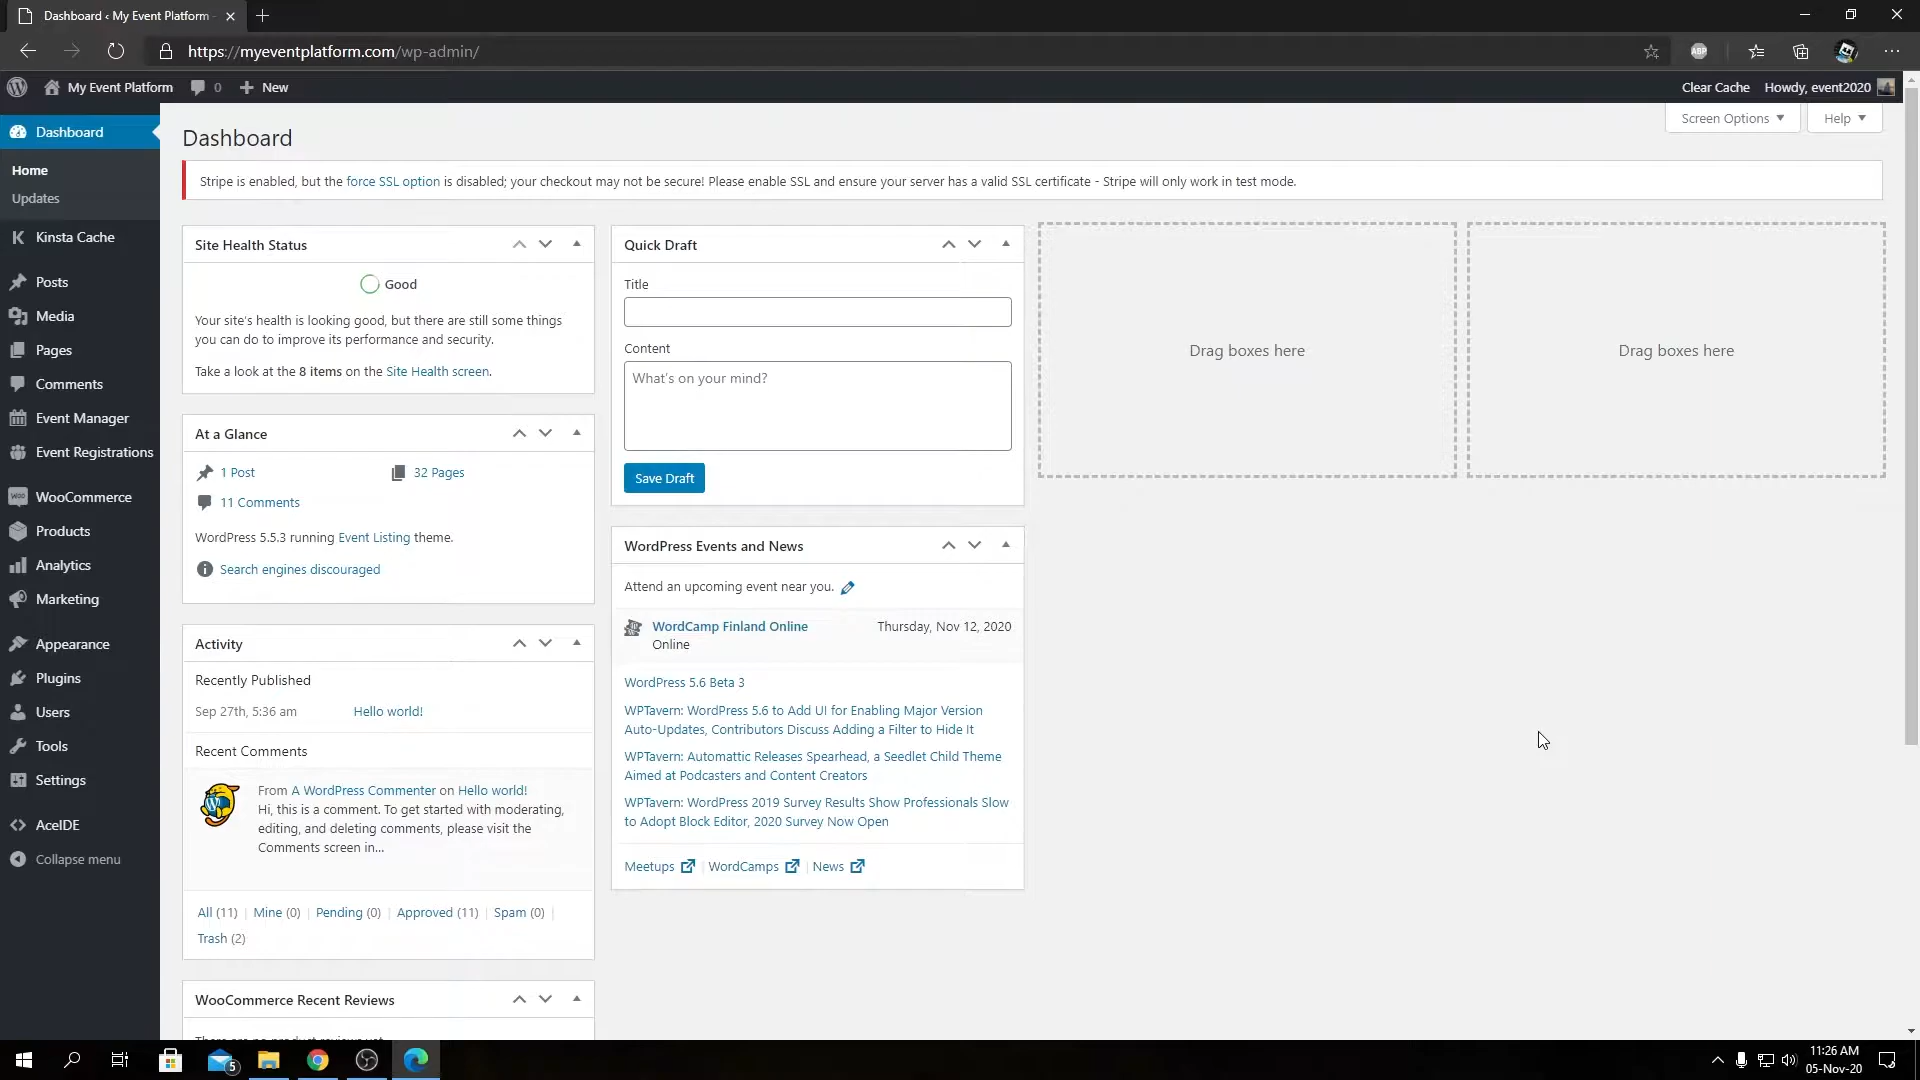 Dashboard ‹ My Event Platform
https://myeventplatform.com/wp-admin/
ABP
My Event Platform
0
New
Clear Cache
Howdy, event2020
Dashboard
Home
Updates
Kinsta Cache
Posts
Media
Pages
Comments
Event Manager
Event Registrations
WooCommerce
Products
Analytics
Marketing
Appearance
Plugins
Users
Tools
Settings
AceIDE
Collapse menu
Screen Options
Help
Dashboard
Stripe is enabled, but the force SSL option is disabled; your checkout may not be secure! Please enable SSL and ensure your server has a valid SSL certificate - Stripe will only work in test mode.
Site Health Status
Good
Your site's health is looking good, but there are still some things
you can do to improve its performance and security.
Take a look at the 8 items on the Site Health screen.
At a Glance
1 Post
32 Pages
11 Comments
WordPress 5.5.3 running Event Listing theme.
Search engines discouraged
Activity
Recently Published
Sep 27th, 5:36 am
Hello world!
Recent Comments
From A WordPress Commenter on Hello world!
Hi, this is a comment. To get started with moderating,
editing, and deleting comments, please visit the
Comments screen in...
All (11) | Mine (0) | Pending (0) | Approved (11) | Spam (0) |
Trash (2)
WooCommerce Recent Reviews
There are no product reviews yet.
Quick Draft
Title
Content
What's on your mind?
Save Draft
WordPress Events and News
Attend an upcoming event near you.
WordCamp Finland Online
Thursday, Nov 12, 2020
Online
WordPress 5.6 Beta 3
WPTavern: WordPress 5.6 to Add UI for Enabling Major Version
Auto-Updates, Contributors Discuss Adding a Filter to Hide It
WPTavern: Automattic Releases Spearhead, a Seedlet Child Theme
Aimed at Podcasters and Content Creators
WPTavern: WordPress 2019 Survey Results Show Professionals Slow
to Adopt Block Editor, 2020 Survey Now Open
Meetups | WordCamps | News
Drag boxes here
Drag boxes here
5
11:26 AM
05-Nov-20